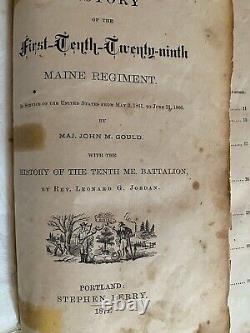 STORY
OF THE
First-Tenth-Twenty-ninth
MAINE REGIMENT.
SERVICE OF THE UNITED STATES FROM MAY 3, 1861, TO JUNE 21, 1866.
BY
MAJ. JOHN M. GOULD.
WITH THE
HISTORY OF THE TENTH ME. BATTALION,
BY REV. LEONARD G. JORDAN.
PORTLAND:
STEPHEN BERRY.
1871.